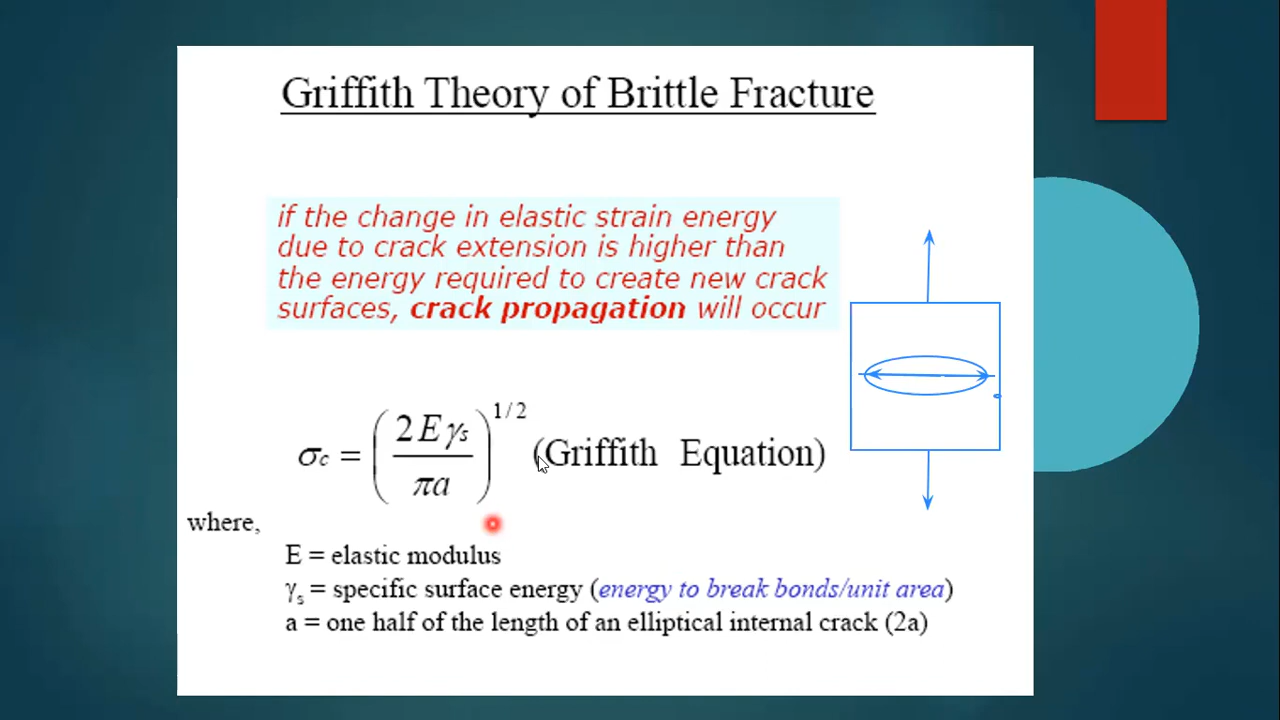 Griffith Theory of Brittle Fracture
if the change in elastic strain energy
due to crack extension is higher than
the energy required to create new crack
surfaces, crack propagation will occur
σc = (2Eγs / πa)^1/2 (Griffith Equation)
where,
E = elastic modulus
γs = specific surface energy (energy to break bonds/unit area)
a = one half of the length of an elliptical internal crack (2a)